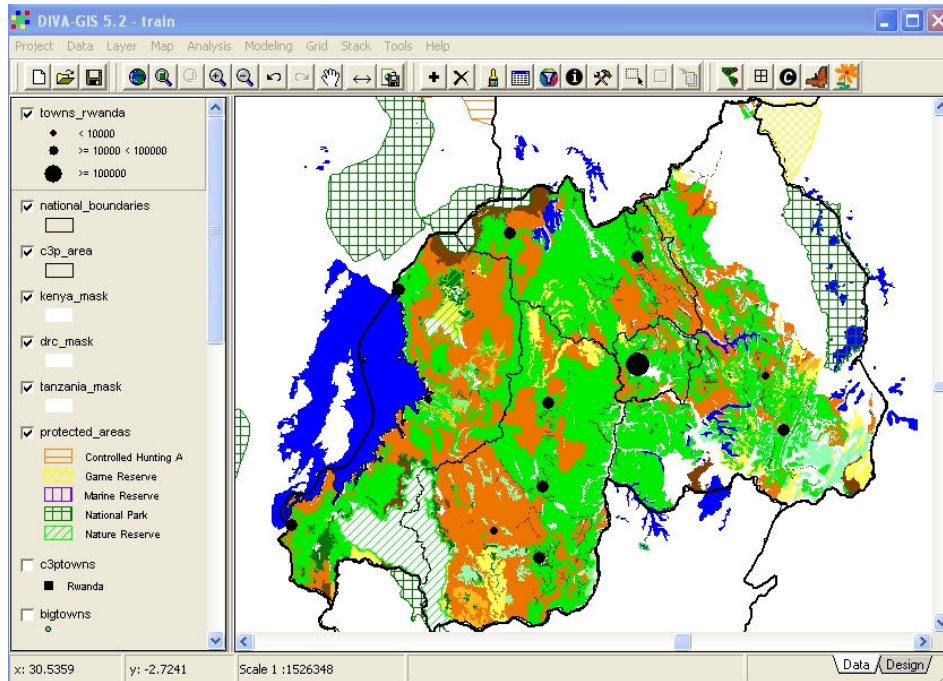 DIVA-GIS 5.2 - train
Project Data Layer Map Analysis Modeling Grid Stack Tools Help
towns_rwanda
< 10000
>= 10000 < 100000
>= 100000
national_boundaries
c3p_area
kenya_mask
drc_mask
tanzania_mask
protected_areas
Controlled Hunting A
Game Reserve
Marine Reserve
National Park
Nature Reserve
c3ptowns
Rwanda
bigtowns
x: 30.5359 y: -2.7241 Scale 1 :1526348 Data Design